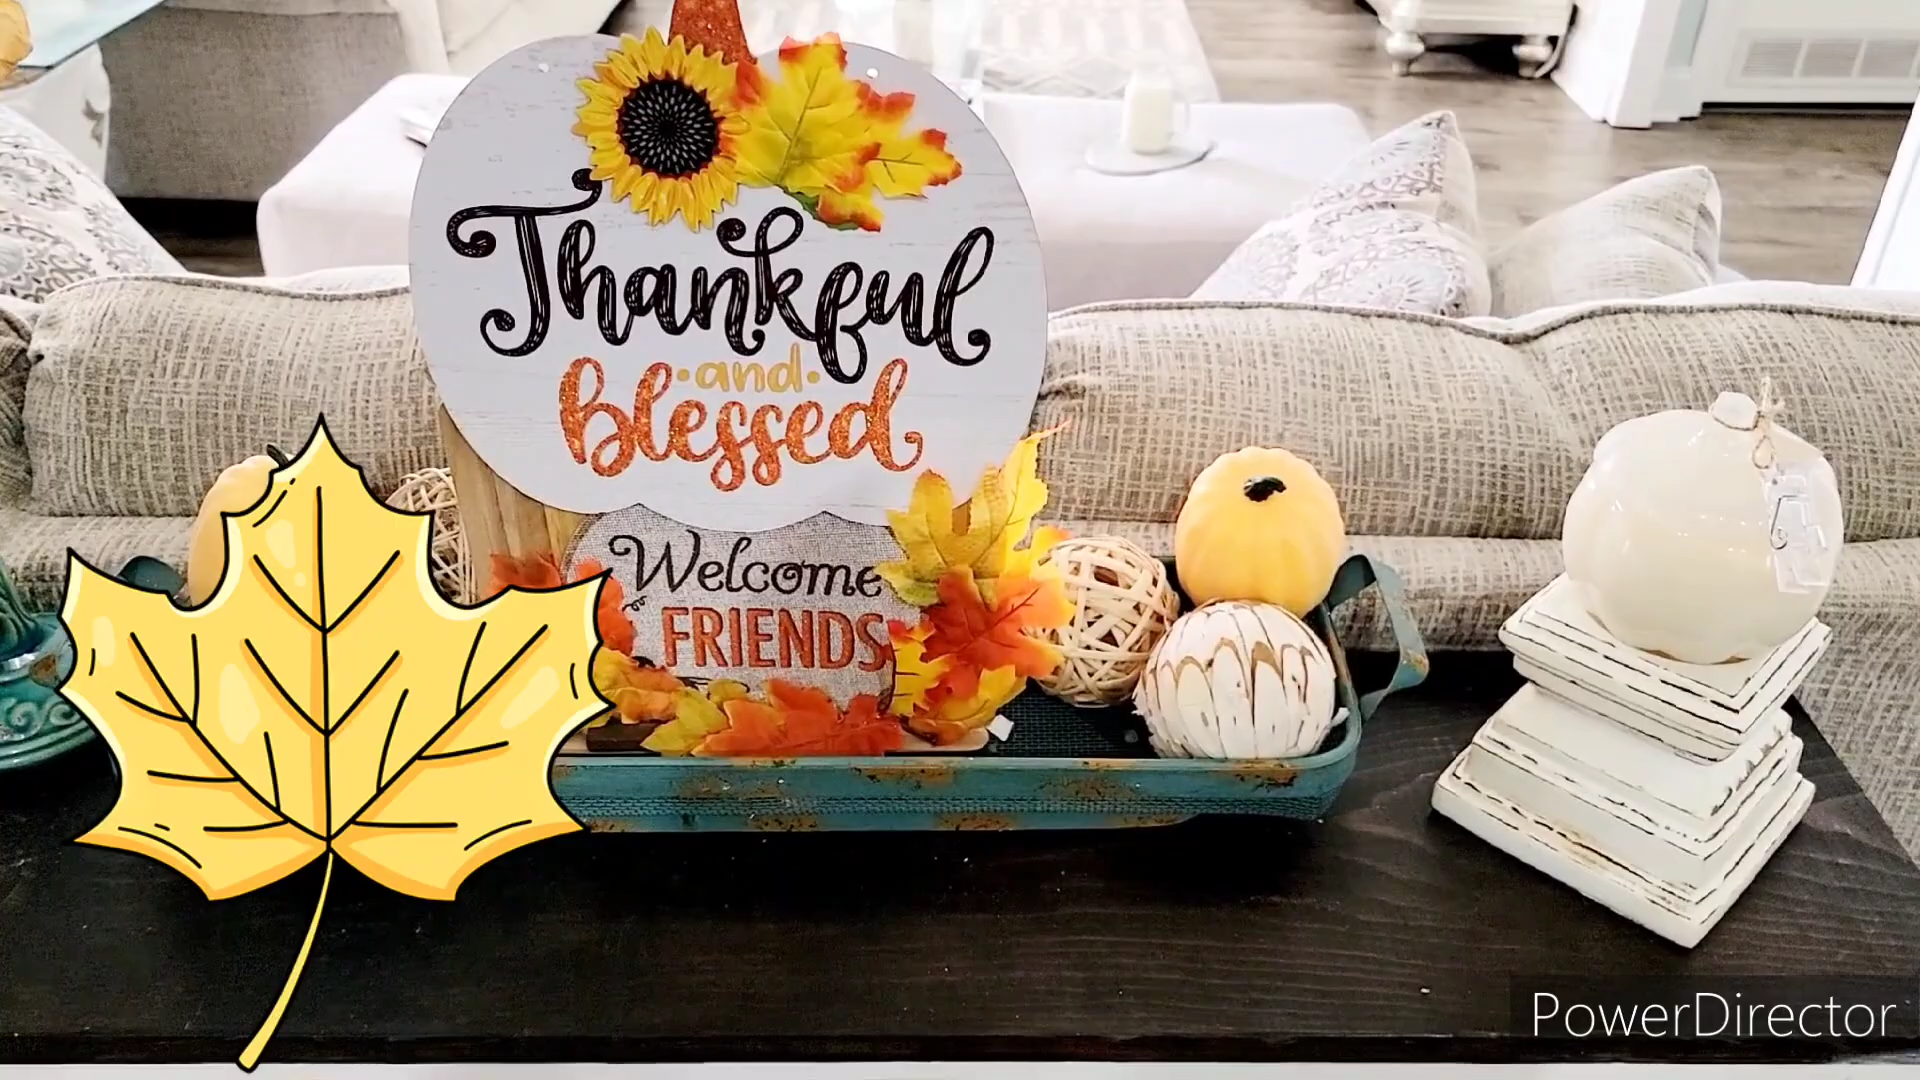 Thankful
·and·
Blessed
Welcome
FRIENDS
PowerDirector